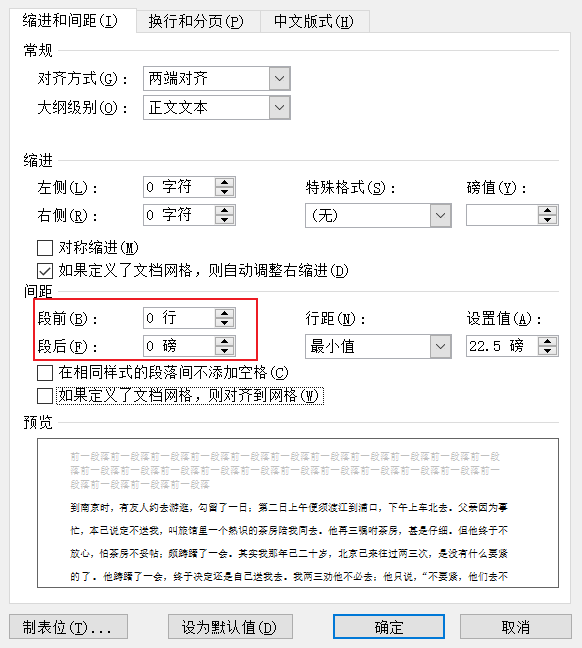 缩进和间距(I) 换行和分页(P) 中文版式(H)
常规
对齐方式(G): 两端对齐
大纲级别(O): 正文文本
缩进
左侧(L): 0 字符 特殊格式(S): 磅值(Y):
右侧(R): 0 字符 (无)
对称缩进(M)
如果定义了文档网格，则自动调整右缩进(D)
间距
段前(B): 0 行 行距(N): 设置值(A):
段后(F): 0 磅 最小值 22.5 磅
在相同样式的段落间不添加空格(C)
如果定义了文档网格，则对齐到网格(W)
预览
前一段落前一段落前一段落前一段落前一段落前一段落前一段落前一段落前一段落前一段
落前一段落前一段落前一段落前一段落前一段落前一段落前一段落前一段落前一段落前一
段落前一段落前一段落前一段落
到南京时，有友人约去游逛，勾留了一日；第二日上午便须渡江到浦口，下午上车北去。父亲因为事
忙，本已说定不送我，叫旅馆里一个熟识的茶房陪我同去。他再三嘱咐茶房，甚是仔细。但他终于不
放心，怕茶房不妥帖；颇踌躇了一会。其实我那年已二十岁，北京已来往过两三次，是没有什么要紧
的了。他踌躇了一会，终于决定还是自己送我去。我两三劝他不必去；他只说，“不要紧，他们去不
制表位(T)... 设为默认值(D) 确定 取消